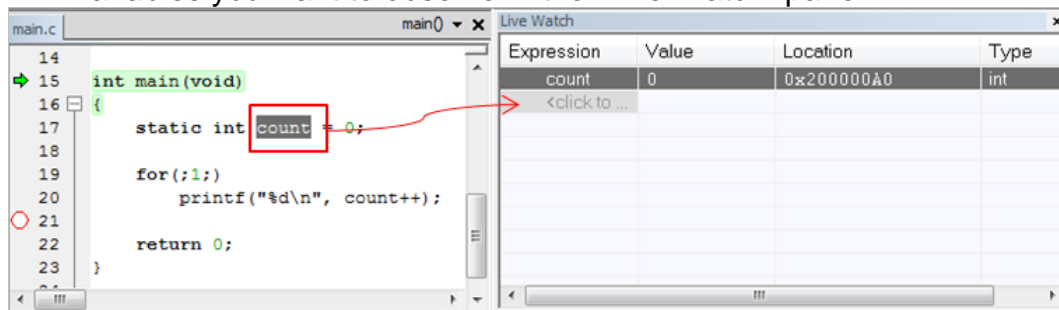 main.c main()
14
15 int main(void)
16 {
17 static int count = 0;
18
19 for(;1;)
20 printf("%d\n", count++);
21
22 return 0;
23 }
Live Watch
Expression Value Location Type
count 0 0x200000A0 int
<click to ...